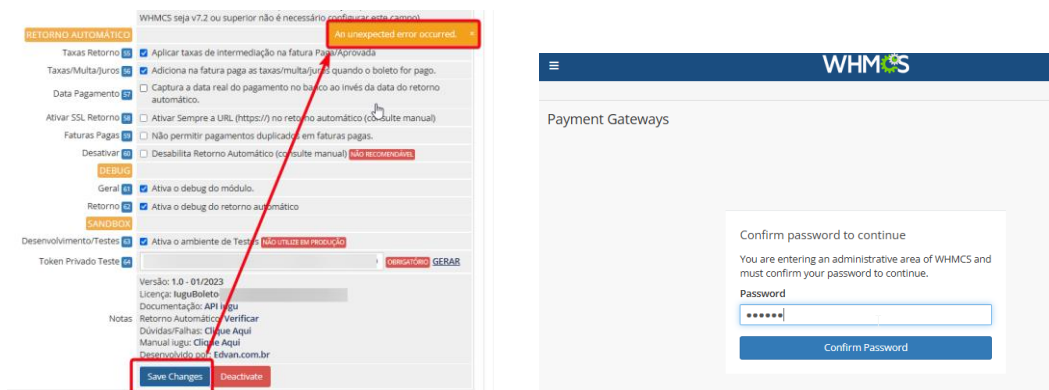 WHMCS seja v7.2 ou superior não é necessário configurar este campo)
An unexpected error occurred. ×
RETORNO AUTOMÁTICO
Taxas Retorno 55 Aplicar taxas de intermediação na fatura Paga/Aprovada
Taxas/Multa/Juros 56 Adiciona na fatura paga as taxas/multa/juros quando o boleto for pago.
Data Pagamento 57 Captura a data real do pagamento no banco ao invés da data do retorno
automático.
Ativar SSL Retorno 58 Ativar Sempre a URL (https://) no retorno automático (consulte manual)
Faturas Pagas 59 Não permitir pagamentos duplicados em faturas pagas.
Desativar 60 Desabilita Retorno Automático (consulte manual) NÃO RECOMENDÁVEL
DEBUG
Geral 61 Ativa o debug do módulo.
Retorno 62 Ativa o debug do retorno automático
SANDBOX
Desenvolvimento/Testes 63 Ativa o ambiente de Testes NÃO UTILIZE EM PRODUÇÃO
Token Privado Teste 64 OBRIGATÓRIO GERAR
Versão: 1.0 - 01/2023
Licença: IuguBoleto
Documentação: API iugu
Notas Retorno Automático: Verificar
Dúvidas/Falhas: Clique Aqui
Manual iugu: Clique Aqui
Desenvolvido por: Edvan.com.br
Save Changes Deactivate
WHMCS
Payment Gateways
Confirm password to continue
You are entering an administrative area of WHMCS and
must confirm your password to continue.
Password
Confirm Password